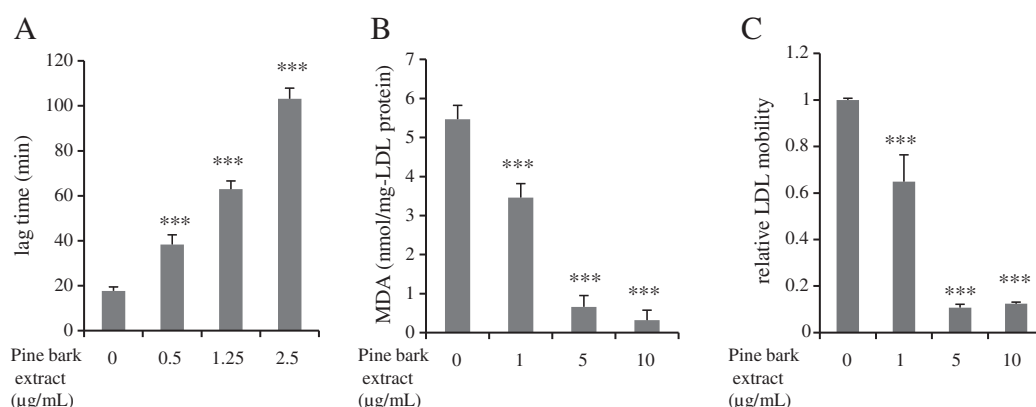 A
lag time (min)
120
100
80
60
40
20
0
***
***
***
Pine bark extract (µg/mL)
0 0.5 1.25 2.5
B
MDA (nmol/mg-LDL protein)
7
6
5
4
3
2
1
0
***
***
***
Pine bark extract (µg/mL)
0 1 5 10
C
relative LDL mobility
1.2
1
0.8
0.6
0.4
0.2
0
***
***
***
Pine bark extract (µg/mL)
0 1 5 10